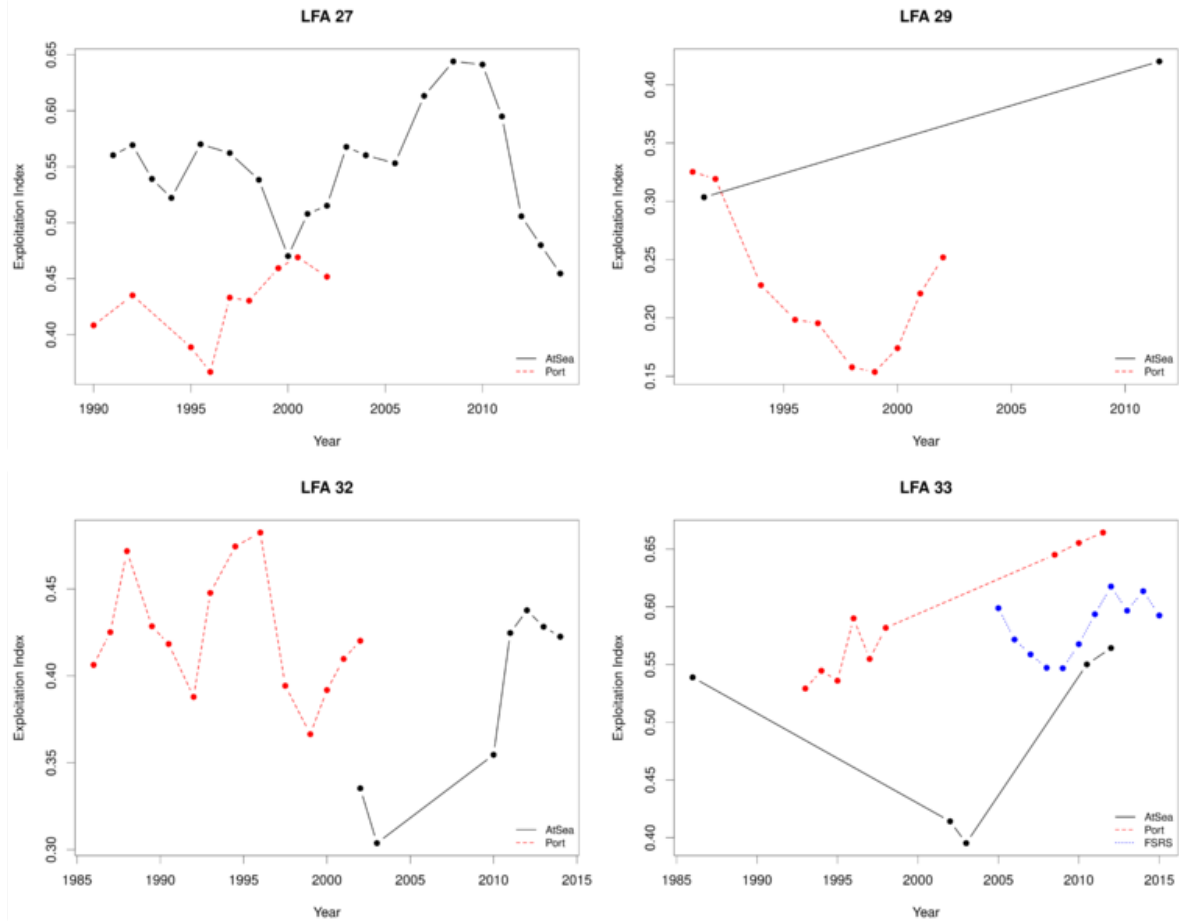 LFA 27
Exploitation Index
0.65
0.60
0.55
0.50
0.45
0.40
AtSea
Port
1990
1995
2000
2005
2010
Year
LFA 29
Exploitation Index
0.40
0.35
0.30
0.25
0.20
0.15
AtSea
Port
1995
2000
2005
2010
Year
LFA 32
Exploitation Index
0.45
0.40
0.35
0.30
AtSea
Port
1985
1990
1995
2000
2005
2010
2015
Year
LFA 33
Exploitation Index
0.65
0.60
0.55
0.50
0.45
0.40
AtSea
Port
FSRS
1985
1990
1995
2000
2005
2010
2015
Year